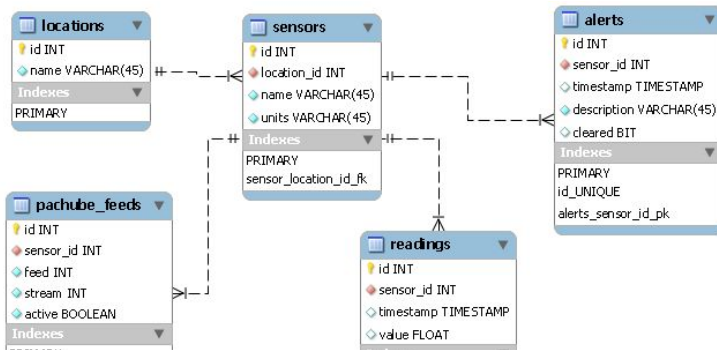 locations
id INT
name VARCHAR(45)
Indexes
PRIMARY
sensors
id INT
location_id INT
name VARCHAR(45)
units VARCHAR(45)
Indexes
PRIMARY
sensor_location_id_fk
alerts
id INT
sensor_id INT
timestamp TIMESTAMP
description VARCHAR(45)
cleared BIT
Indexes
PRIMARY
id_UNIQUE
alerts_sensor_id_pk
pachube_feeds
id INT
sensor_id INT
feed INT
stream INT
active BOOLEAN
Indexes
readings
id INT
sensor_id INT
timestamp TIMESTAMP
value FLOAT